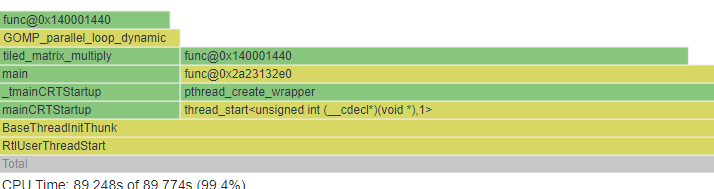 func@0x140001440
GOMP_parallel_loop_dynamic
tiled_matrix_multiply func@0x140001440
main func@0x2a23132e0
_tmainCRTStartup pthread_create_wrapper
mainCRTStartup thread_start<unsigned int (__cdecl*)(void *),1>
BaseThreadInitThunk
RtlUserThreadStart
Total
CPU Time: 89.248s of 89.774s (99.4%)